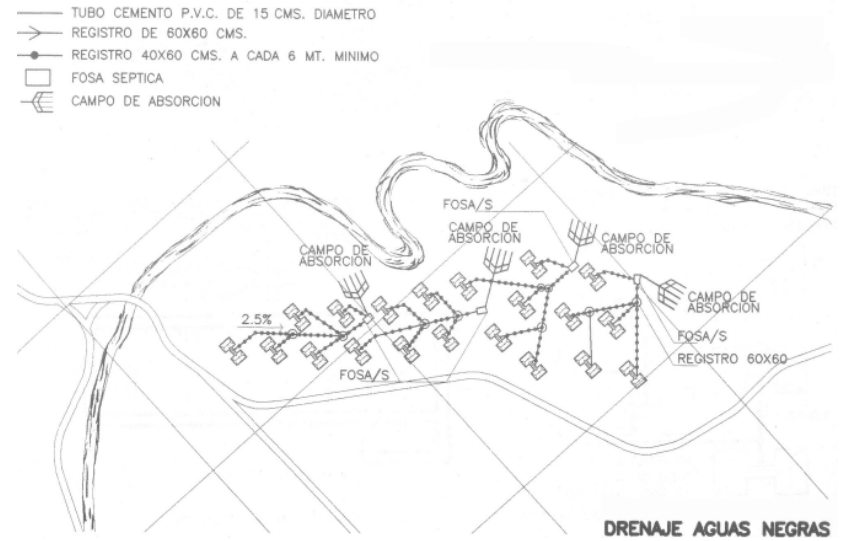 TUBO CEMENTO P.V.C. DE 15 CMS. DIAMETRO
REGISTRO DE 60X60 CMS.
REGISTRO 40X60 CMS. A CADA 6 MT. MINIMO
FOSA SEPTICA
CAMPO DE ABSORCION
FOSA/S
CAMPO DE
ABSORCION
CAMPO DE
ABSORCION
CAMPO DE
ABSORCION
CAMPO DE
ABSORCION
2.5%
FOSA/S
FOSA/S
REGISTRO 60X60
DRENAJE AGUAS NEGRAS